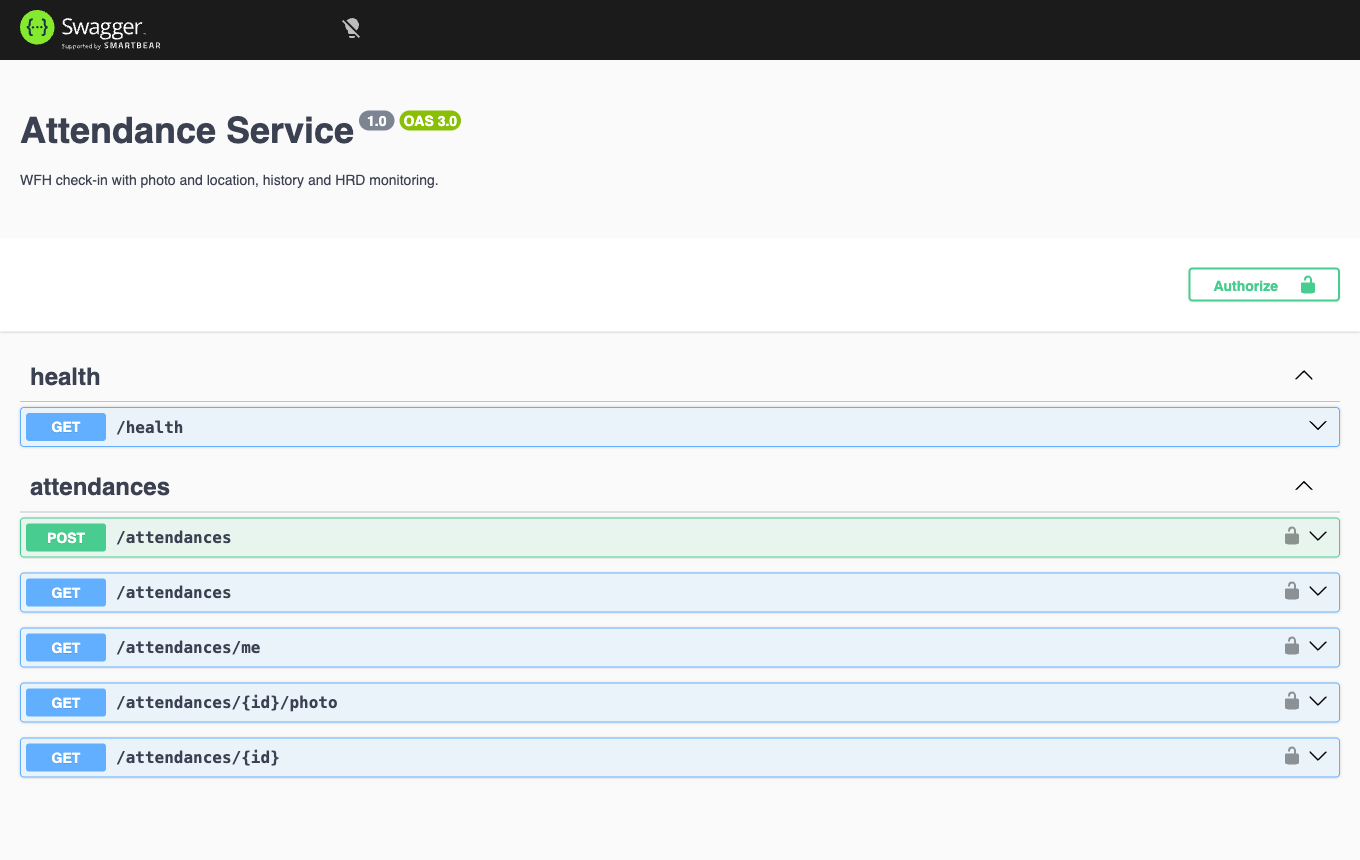 Swagger
Supported by SMARTBEAR
Attendance Service 1.0 OAS 3.0
WFH check-in with photo and location, history and HRD monitoring.
Authorize
health
GET /health
attendances
POST /attendances
GET /attendances
GET /attendances/me
GET /attendances/{id}/photo
GET /attendances/{id}